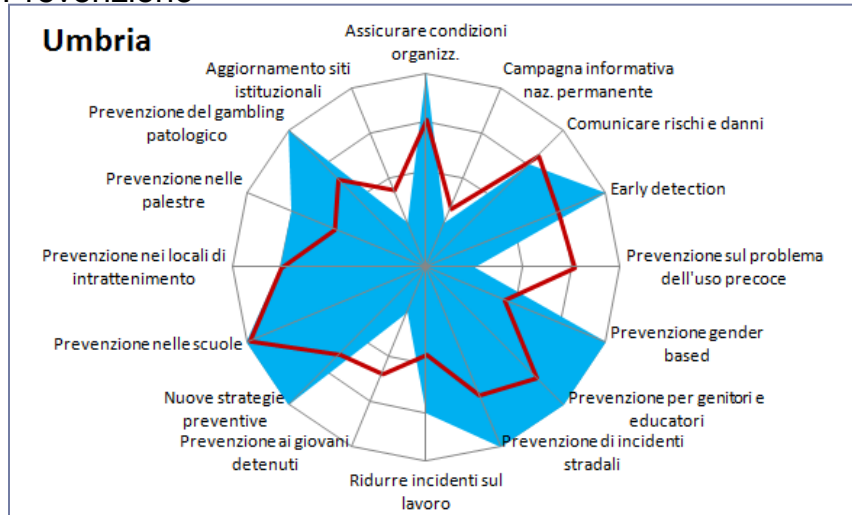 Prevenzione
Umbria
Assicurare condizioni
organizz.
Campagna informativa
naz. permanente
Comunicare rischi e danni
Early detection
Prevenzione sul problema
dell'uso precoce
Prevenzione gender
based
Prevenzione per genitori e
educatori
Prevenzione di incidenti
stradali
Ridurre incidenti sul
lavoro
Prevenzione ai giovani
detenuti
Nuove strategie
preventive
Prevenzione nelle scuole
Prevenzione nei locali di
intrattenimento
Prevenzione nelle
palestre
Prevenzione del gambling
patologico
Aggiornamento siti
istituzionali